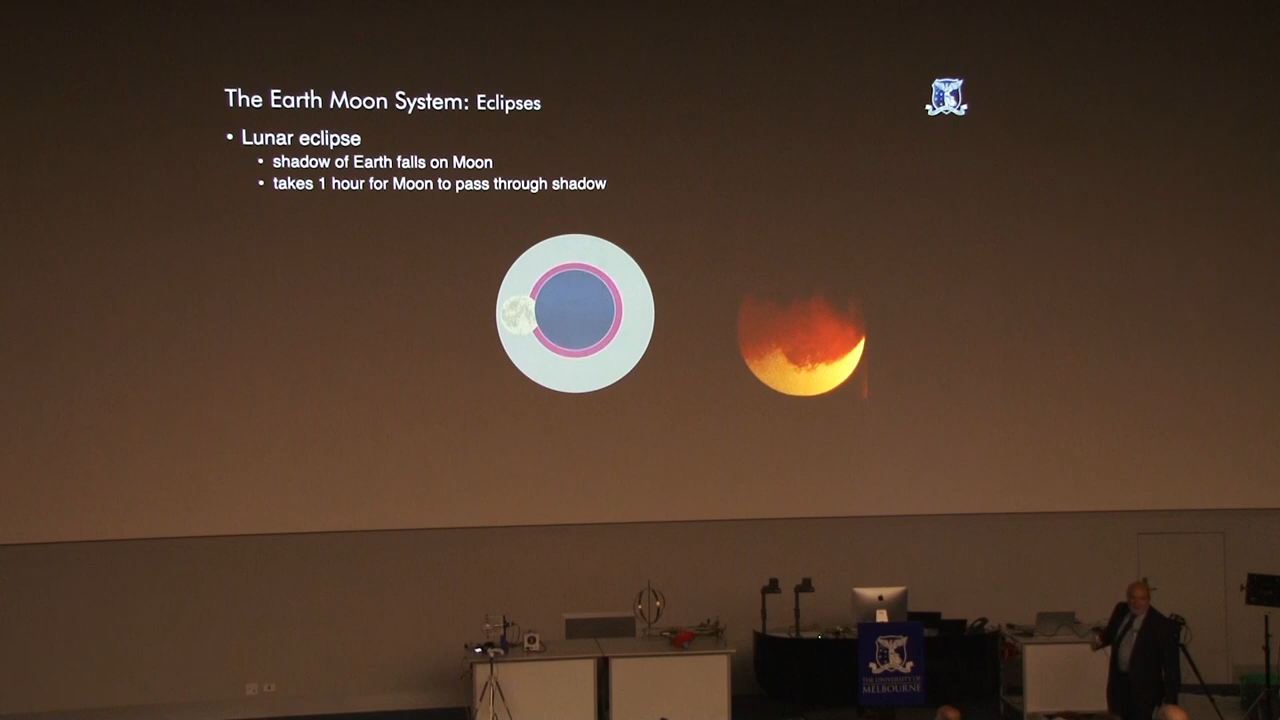 The Earth Moon System: Eclipses
• Lunar eclipse
• shadow of Earth falls on Moon
• takes 1 hour for Moon to pass through shadow
THE UNIVERSITY OF
MELBOURNE